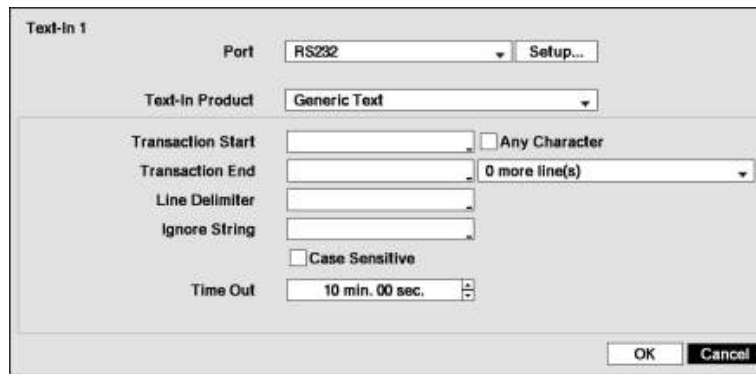 Text-In 1
Port RS232 Setup...
Text-In Product Generic Text
Transaction Start Any Character
Transaction End 0 more line(s)
Line Delimiter
Ignore String
Case Sensitive
Time Out 10 min. 00 sec.
OK Cancel